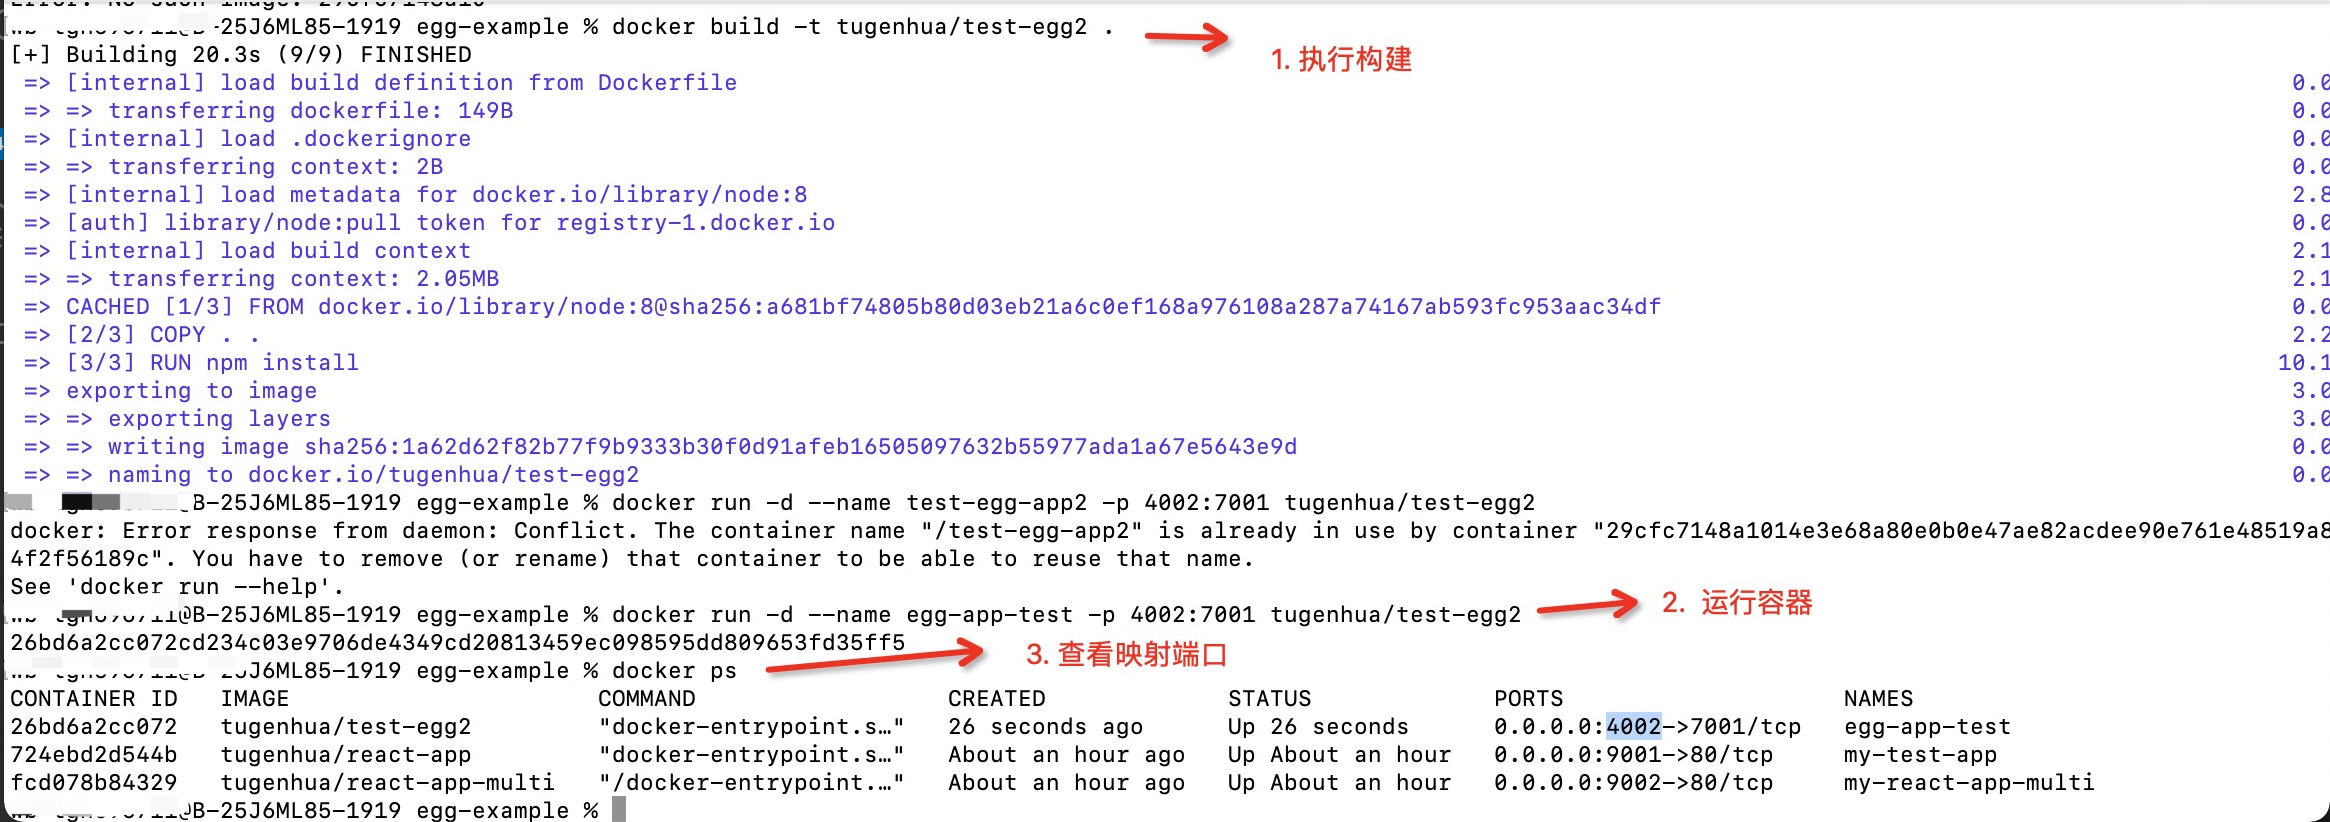 25J6ML85-1919 egg-example % docker build -t tugenhua/test-egg2 .
1. 执行构建
[+] Building 20.3s (9/9) FINISHED
=> [internal] load build definition from Dockerfile 0.0
=> => transferring dockerfile: 149B 0.0
=> [internal] load .dockerignore 0.0
=> => transferring context: 2B 0.0
=> [internal] load metadata for docker.io/library/node:8 2.8
=> [auth] library/node:pull token for registry-1.docker.io 0.0
=> [internal] load build context 2.1
=> => transferring context: 2.05MB 2.1
=> CACHED [1/3] FROM docker.io/library/node:8@sha256:a681bf74805b80d03eb21a6c0ef168a976108a287a74167ab593fc953aac34df 0.0
=> [2/3] COPY . . 2.2
=> [3/3] RUN npm install 10.1
=> exporting to image 3.0
=> => exporting layers 3.0
=> => writing image sha256:1a62d62f82b77f9b9333b30f0d91afeb16505097632b55977ada1a67e5643e9d 0.0
=> => naming to docker.io/tugenhua/test-egg2 0.0
B-25J6ML85-1919 egg-example % docker run -d --name test-egg-app2 -p 4002:7001 tugenhua/test-egg2
docker: Error response from daemon: Conflict. The container name "/test-egg-app2" is already in use by container "29cfc7148a1014e3e68a80e0b0e47ae82acdee90e761e48519a8
4f2f56189c". You have to remove (or rename) that container to be able to reuse that name.
See 'docker run --help'.
@B-25J6ML85-1919 egg-example % docker run -d --name egg-app-test -p 4002:7001 tugenhua/test-egg2
2. 运行容器
26bd6a2cc072cd234c03e9706de4349cd20813459ec098595dd809653fd35ff5
3. 查看映射端口
25J6ML85-1919 egg-example % docker ps
CONTAINER ID IMAGE COMMAND CREATED STATUS PORTS NAMES
26bd6a2cc072 tugenhua/test-egg2 "docker-entrypoint.s…" 26 seconds ago Up 26 seconds 0.0.0.0:4002->7001/tcp egg-app-test
724ebd2d544b tugenhua/react-app "docker-entrypoint.s…" About an hour ago Up About an hour 0.0.0.0:9001->80/tcp my-test-app
fcd078b84329 tugenhua/react-app-multi "/docker-entrypoint.…" About an hour ago Up About an hour 0.0.0.0:9002->80/tcp my-react-app-multi
@B-25J6ML85-1919 egg-example %